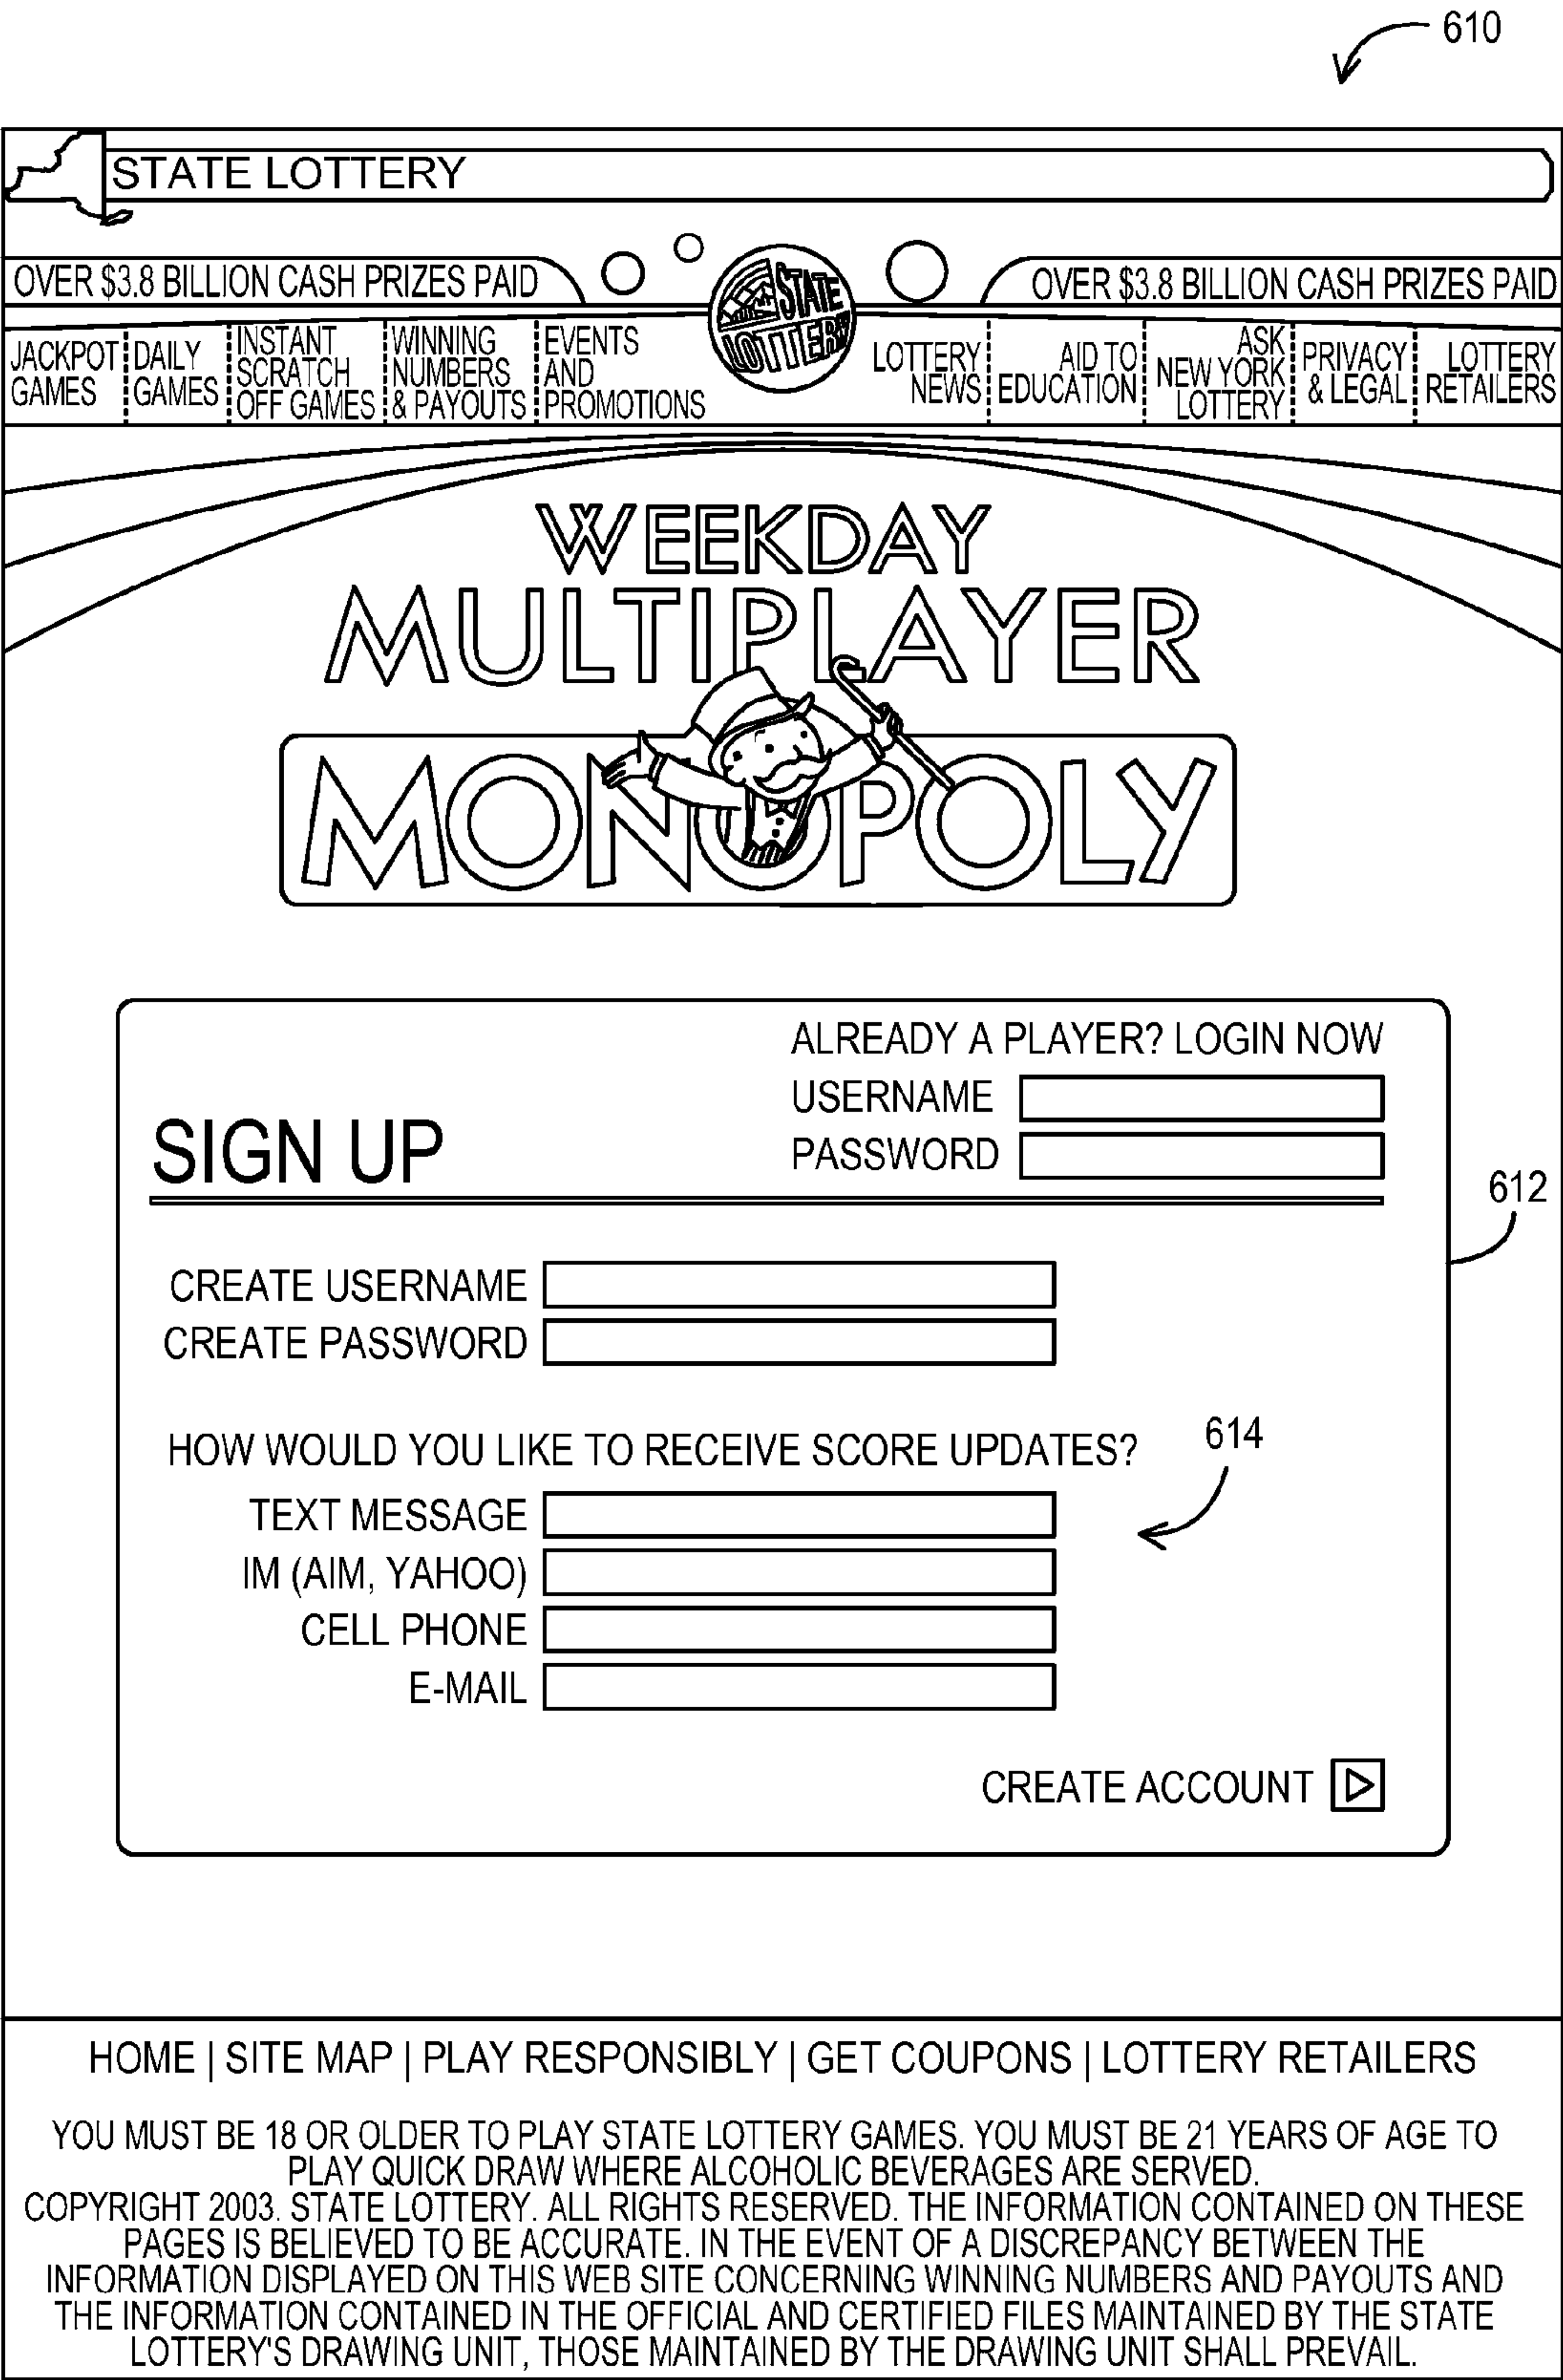 610
STATE LOTTERY
OVER $3.8 BILLION CASH PRIZES PAID
STATE
LOTTERY
OVER $3.8 BILLION CASH PRIZES PAID
JACKPOT
GAMES
DAILY
GAMES
INSTANT
SCRATCH
OFF GAMES
WINNING
NUMBERS
& PAYOUTS
EVENTS
AND
PROMOTIONS
LOTTERY
NEWS
AID TO
EDUCATION
ASK
NEW YORK
LOTTERY
PRIVACY
& LEGAL
LOTTERY
RETAILERS
WEEKDAY
MULTIPLAYER
MONOPOLY
ALREADY A PLAYER? LOGIN NOW
USERNAME
PASSWORD
SIGN UP
612
CREATE USERNAME
CREATE PASSWORD
HOW WOULD YOU LIKE TO RECEIVE SCORE UPDATES?
614
TEXT MESSAGE
IM (AIM, YAHOO)
CELL PHONE
E-MAIL
CREATE ACCOUNT
HOME | SITE MAP | PLAY RESPONSIBLY | GET COUPONS | LOTTERY RETAILERS
YOU MUST BE 18 OR OLDER TO PLAY STATE LOTTERY GAMES. YOU MUST BE 21 YEARS OF AGE TO
PLAY QUICK DRAW WHERE ALCOHOLIC BEVERAGES ARE SERVED.
COPYRIGHT 2003. STATE LOTTERY. ALL RIGHTS RESERVED. THE INFORMATION CONTAINED ON THESE
PAGES IS BELIEVED TO BE ACCURATE. IN THE EVENT OF A DISCREPANCY BETWEEN THE
INFORMATION DISPLAYED ON THIS WEB SITE CONCERNING WINNING NUMBERS AND PAYOUTS AND
THE INFORMATION CONTAINED IN THE OFFICIAL AND CERTIFIED FILES MAINTAINED BY THE STATE
LOTTERY'S DRAWING UNIT, THOSE MAINTAINED BY THE DRAWING UNIT SHALL PREVAIL.